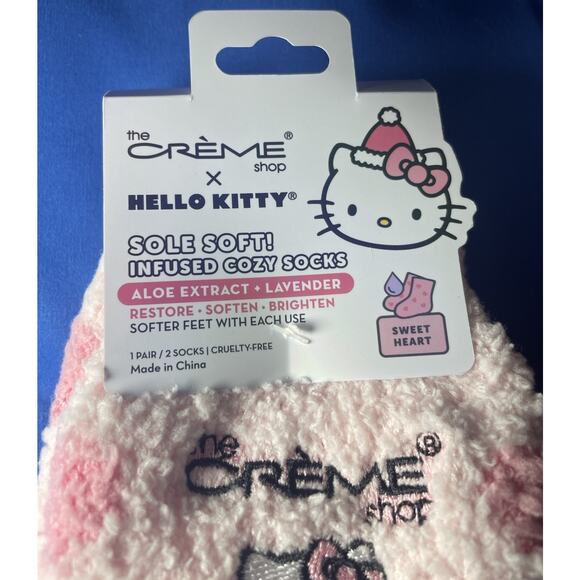 the
CRÈME®
shop
×
HELLO KITTY®
SOLE SOFT!
INFUSED COZY SOCKS
ALOE EXTRACT + LAVENDER
RESTORE • SOFTEN • BRIGHTEN
SOFTER FEET WITH EACH USE
1 PAIR / 2 SOCKS | CRUELTY-FREE
Made in China
SWEET
HEART
the
CRÈME®
shop